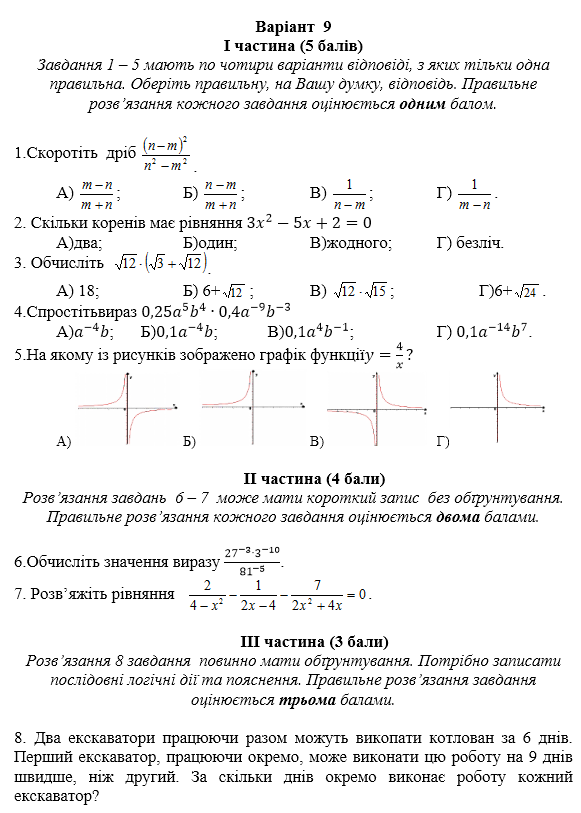 Варіант 9
І частина (5 балів)
Завдання 1 – 5 мають по чотири варіанти відповіді, з яких тільки одна
правильна. Оберіть правильну, на Вашу думку, відповідь. Правильне
розв’язання кожного завдання оцінюється одним балом.
1.Скоротіть дріб (n−m)²/(n²−m²).
А) (m−n)/(m+n); Б) (n−m)/(m+n); В) 1/(n−m); Г) 1/(m−n).
2. Скільки коренів має рівняння 3x² − 5x + 2 = 0
А)два; Б)один; В)жодного; Г) безліч.
3. Обчисліть √12·(√3+√12).
А) 18; Б) 6+√12 ; В) √12·√15 ; Г)6+√24 .
4.Спростітьвираз 0,25a⁵b⁴ · 0,4a⁻⁹b⁻³
А)a⁻⁴b; Б)0,1a⁻⁴b; В)0,1a⁴b⁻¹; Г) 0,1a⁻¹⁴b⁷.
5.На якому із рисунків зображено графік функціїy = 4/x ?
А) Б) В) Г)
ІІ частина (4 бали)
Розв’язання завдань 6 – 7 може мати короткий запис без обґрунтування.
Правильне розв’язання кожного завдання оцінюється двома балами.
6.Обчисліть значення виразу (27⁻³·3⁻¹⁰)/81⁻⁵.
7. Розв’яжіть рівняння 2/(4−x²) − 1/(2x−4) − 7/(2x²+4x) = 0.
ІІІ частина (3 бали)
Розв’язання 8 завдання повинно мати обґрунтування. Потрібно записати
послідовні логічні дії та пояснення. Правильне розв’язання завдання
оцінюється трьома балами.
8. Два екскаватори працюючи разом можуть викопати котлован за 6 днів.
Перший екскаватор, працюючи окремо, може виконати цю роботу на 9 днів
швидше, ніж другий. За скільки днів окремо виконає роботу кожний
екскаватор?